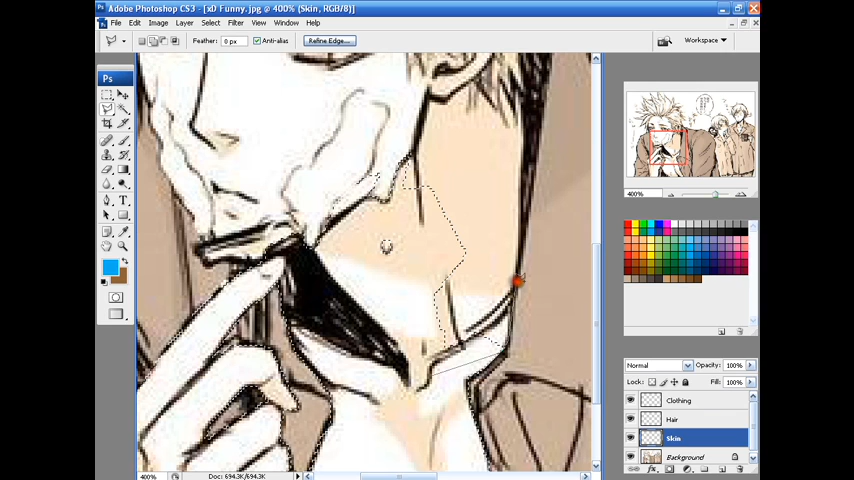 Adobe Photoshop CS3 - [xD Funny.jpg @ 400% (Skin, RGB/8)]
Ps File Edit Image Layer Select Filter View Window Help
Feather: 0 px Anti-alias Refine Edge... Workspace
Ps
400%
Normal Opacity: 100%
Lock: Fill: 100%
Clothing
Hair
Skin
Background
fx
400% Doc: 694.3K/694.3K